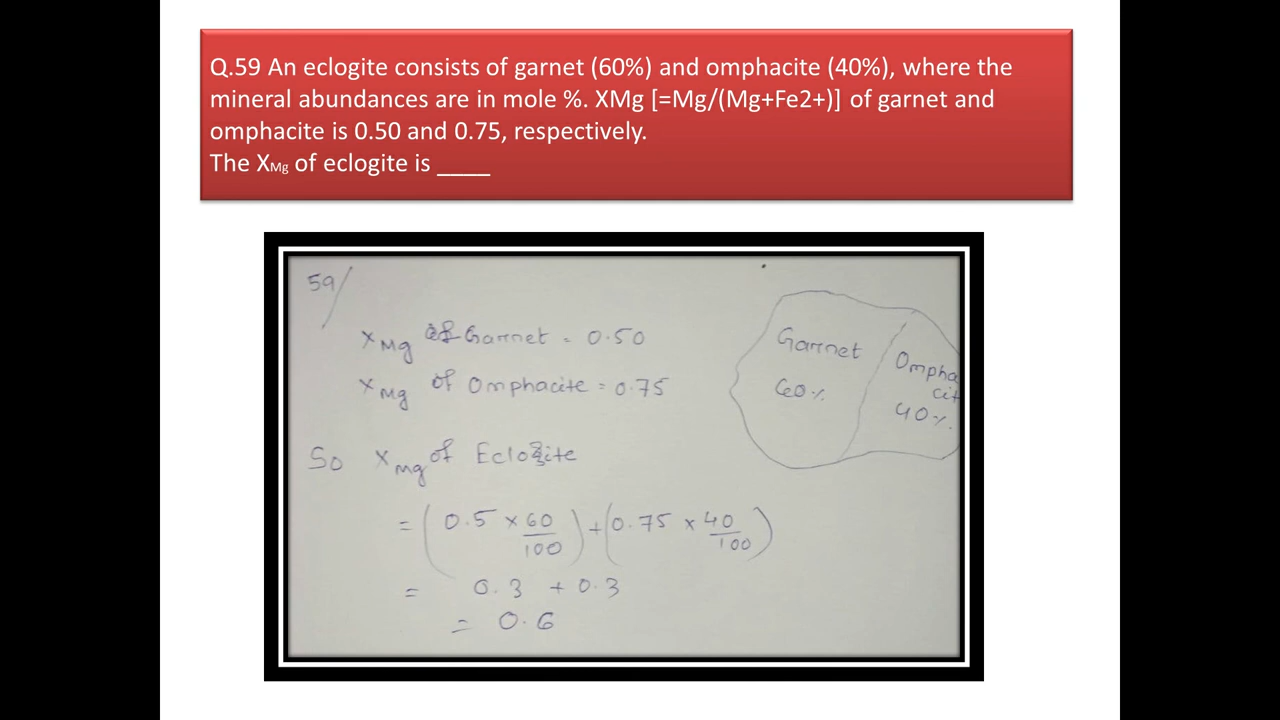 Q.59 An eclogite consists of garnet (60%) and omphacite (40%), where the
mineral abundances are in mole %. XMg [=Mg/(Mg+Fe2+)] of garnet and
omphacite is 0.50 and 0.75, respectively.
The XMg of eclogite is ____
59/
XMg of Garnet = 0.50
XMg of Omphacite = 0.75
Garnet
60%
Ompha
cit
40%.
So XMg of Eclogite
= (0.5 × 60/100) + (0.75 × 40/100)
= 0.3 + 0.3
= 0.6